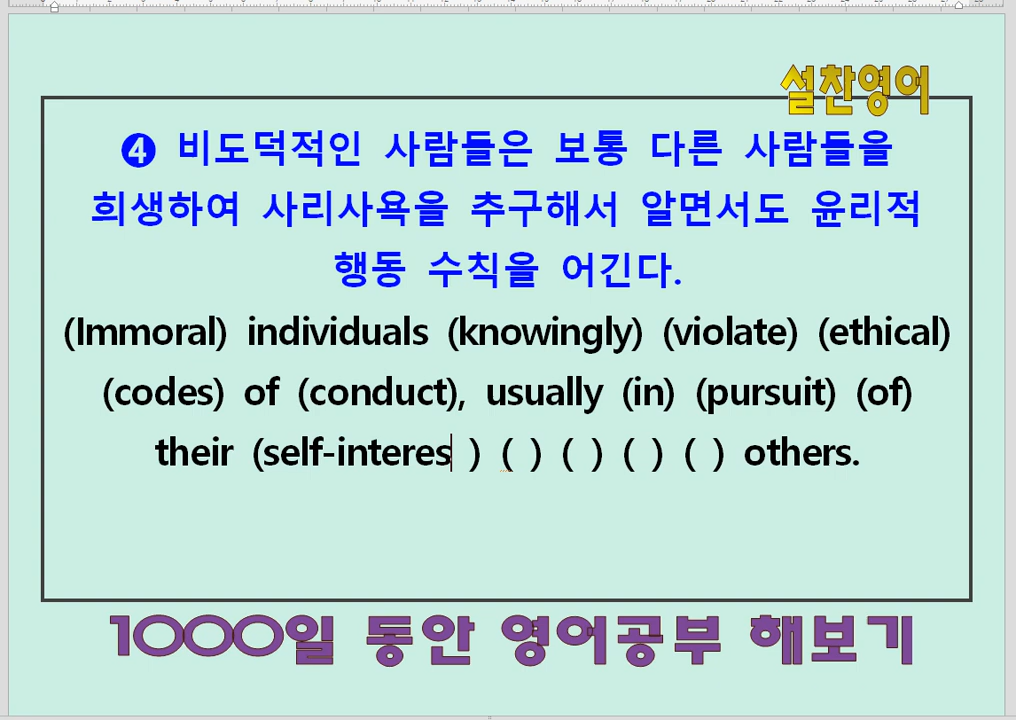 설찬영어
❹ 비도덕적인 사람들은 보통 다른 사람들을
희생하여 사리사욕을 추구해서 알면서도 윤리적
행동 수칙을 어긴다.
(Immoral) individuals (knowingly) (violate) (ethical)
(codes) of (conduct), usually (in) (pursuit) (of)
their (self-interes ) ( ) ( ) ( ) ( ) others.
1000일 동안 영어공부 해보기